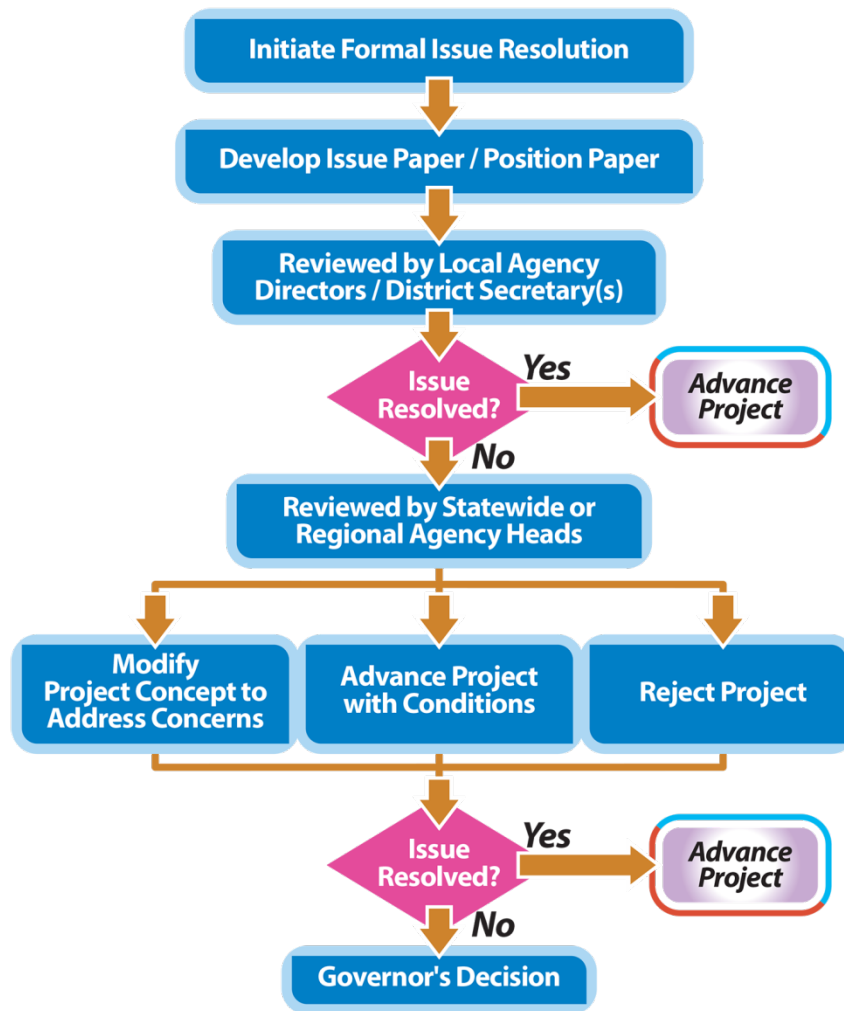 Initiate Formal Issue Resolution
Develop Issue Paper / Position Paper
Reviewed by Local Agency
Directors / District Secretary(s)
Issue
Resolved?
Yes
Advance
Project
No
Reviewed by Statewide or
Regional Agency Heads
Modify
Project Concept to
Address Concerns
Advance Project
with Conditions
Reject Project
Issue
Resolved?
Yes
Advance
Project
No
Governor's Decision